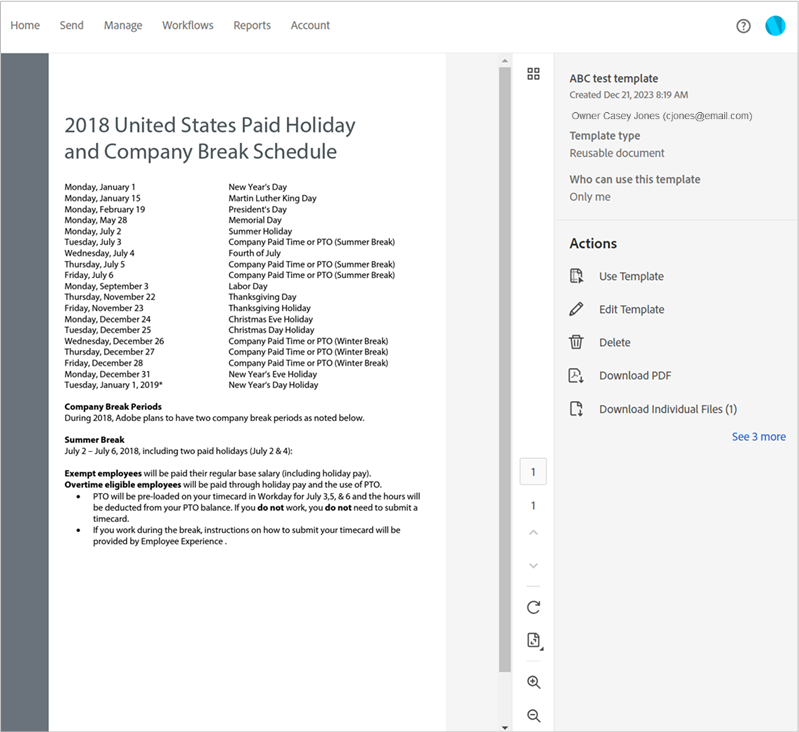 Home Send Manage Workflows Reports Account
2018 United States Paid Holiday
and Company Break Schedule
Monday, January 1 New Year's Day
Monday, January 15 Martin Luther King Day
Monday, February 19 President's Day
Monday, May 28 Memorial Day
Monday, July 2 Summer Holiday
Tuesday, July 3 Company Paid Time or PTO (Summer Break)
Wednesday, July 4 Fourth of July
Thursday, July 5 Company Paid Time or PTO (Summer Break)
Friday, July 6 Company Paid Time or PTO (Summer Break)
Monday, September 3 Labor Day
Thursday, November 22 Thanksgiving Day
Friday, November 23 Thanksgiving Holiday
Monday, December 24 Christmas Eve Holiday
Tuesday, December 25 Christmas Day Holiday
Wednesday, December 26 Company Paid Time or PTO (Winter Break)
Thursday, December 27 Company Paid Time or PTO (Winter Break)
Friday, December 28 Company Paid Time or PTO (Winter Break)
Monday, December 31 New Year's Eve Holiday
Tuesday, January 1, 2019* New Year's Day Holiday
Company Break Periods
During 2018, Adobe plans to have two company break periods as noted below.
Summer Break
July 2 – July 6, 2018, including two paid holidays (July 2 & 4):
Exempt employees will be paid their regular base salary (including holiday pay).
Overtime eligible employees will be paid through holiday pay and the use of PTO.
• PTO will be pre-loaded on your timecard in Workday for July 3,5, & 6 and the hours will
be deducted from your PTO balance. If you do not work, you do not need to submit a
timecard.
• If you work during the break, instructions on how to submit your timecard will be
provided by Employee Experience .
1
1
ABC test template
Created Dec 21, 2023 8:19 AM
Owner Casey Jones (cjones@email.com)
Template type
Reusable document
Who can use this template
Only me
Actions
Use Template
Edit Template
Delete
Download PDF
Download Individual Files (1)
See 3 more